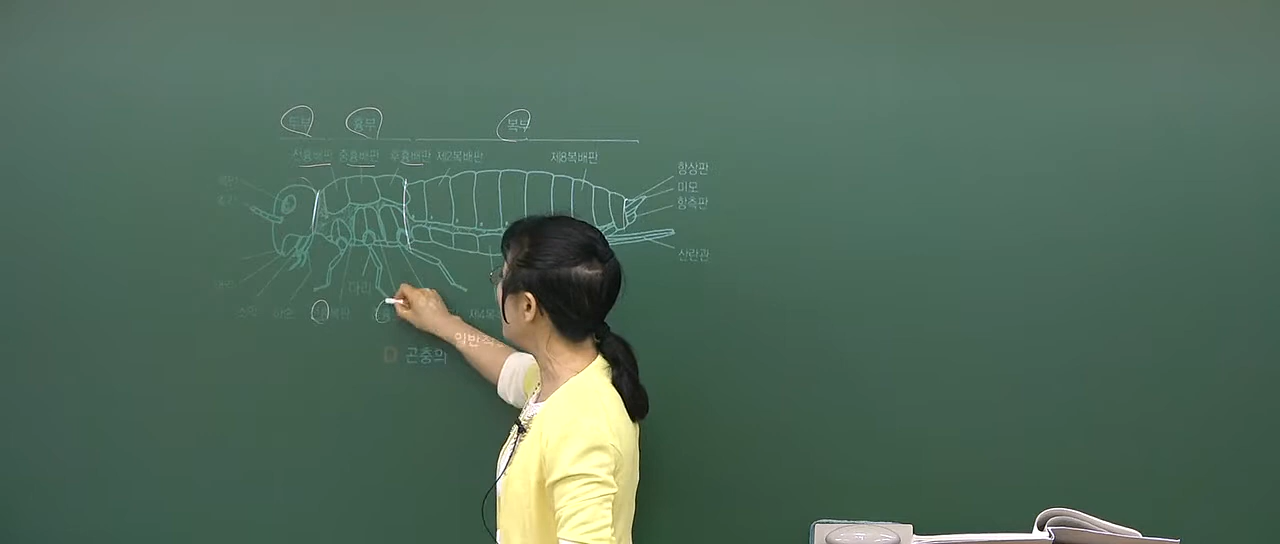 두부 흉부 복부
전흉배판 중흉배판 후흉배판 제2복배판 제8복배판
항상판
미모
항측판
산란관
다리
하순
제4복
곤충의 일반적